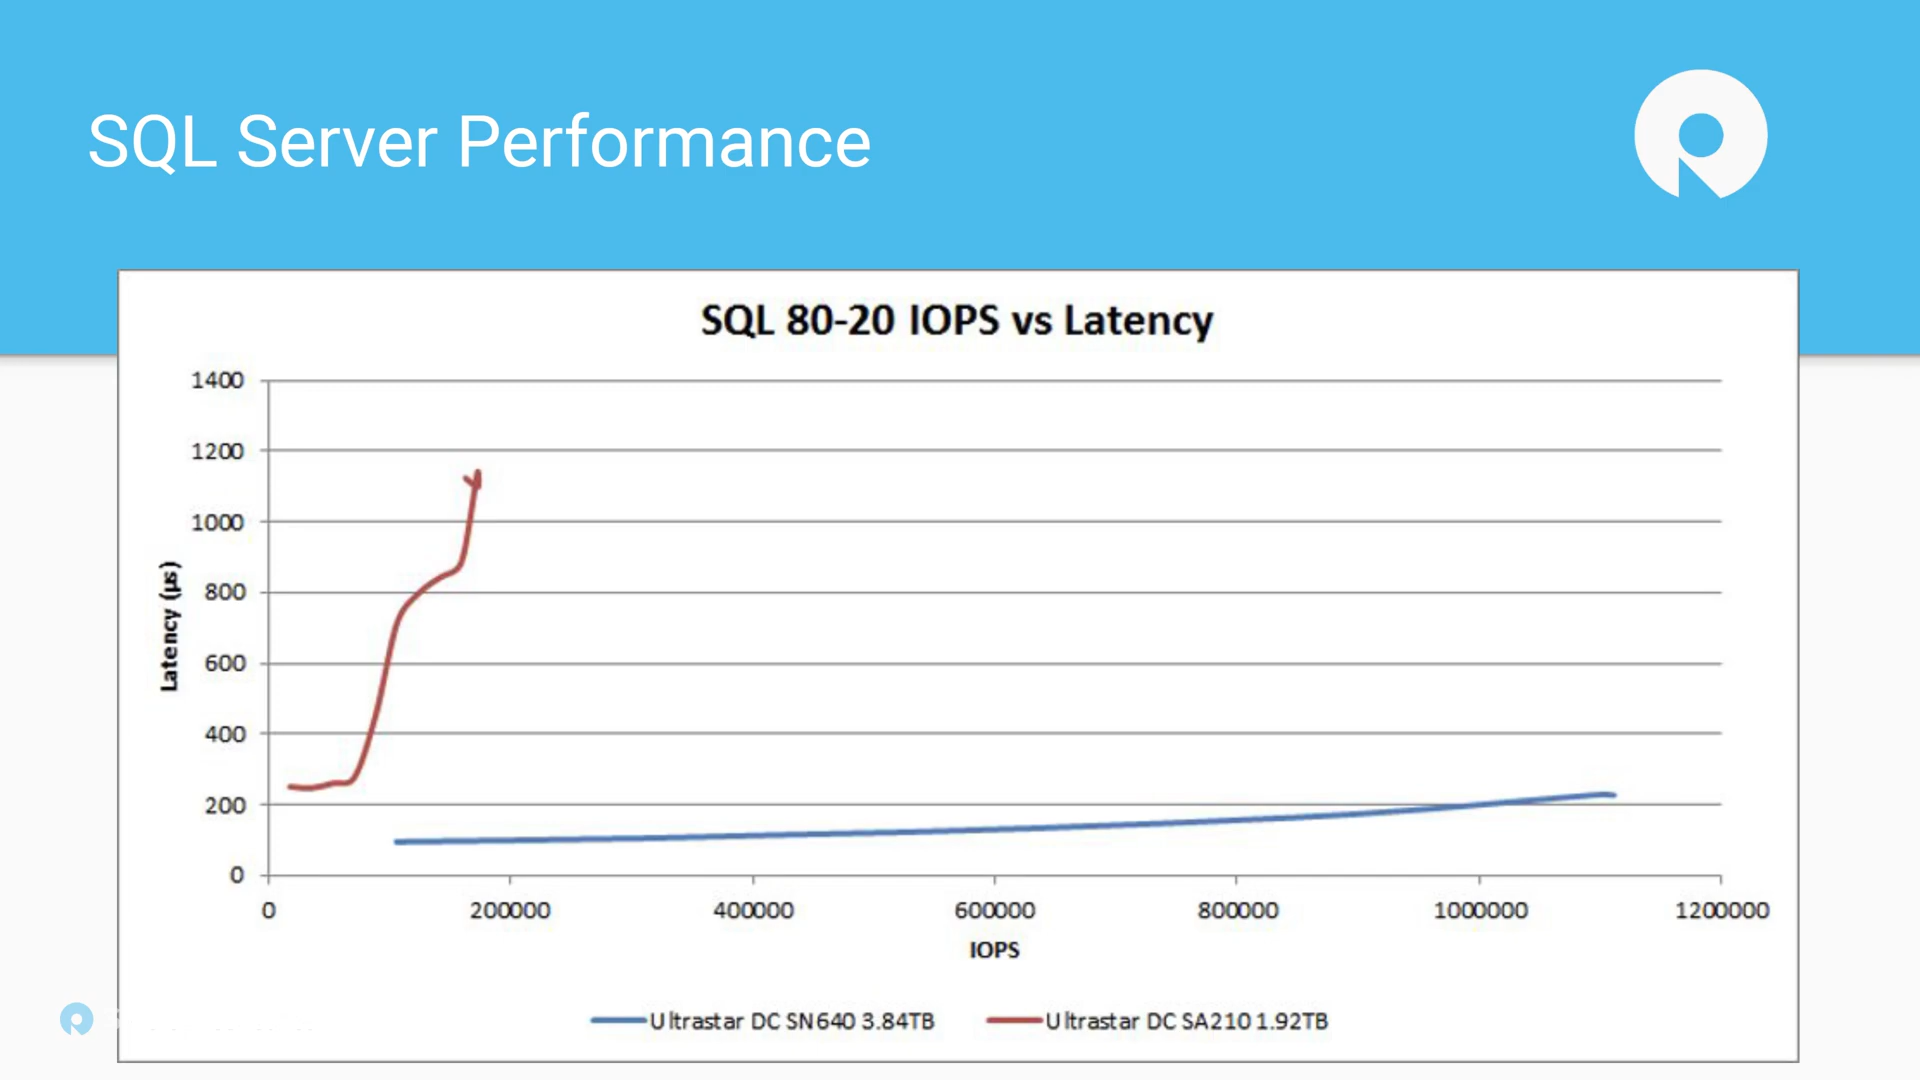 SQL Server Performance
SQL 80-20 IOPS vs Latency
1400
1200
1000
800
600
400
200
0
Latency (µs)
0 200000 400000 600000 800000 1000000 1200000
IOPS
Ultrastar DC SN640 3.84TB Ultrastar DC SA210 1.92TB